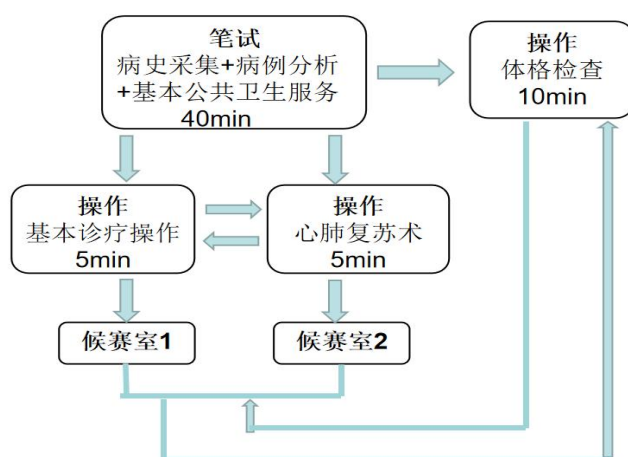 笔试
病史采集+病例分析
+基本公共卫生服务
40min
操作
体格检查
10min
操作
基本诊疗操作
5min
操作
心肺复苏术
5min
候赛室1
候赛室2